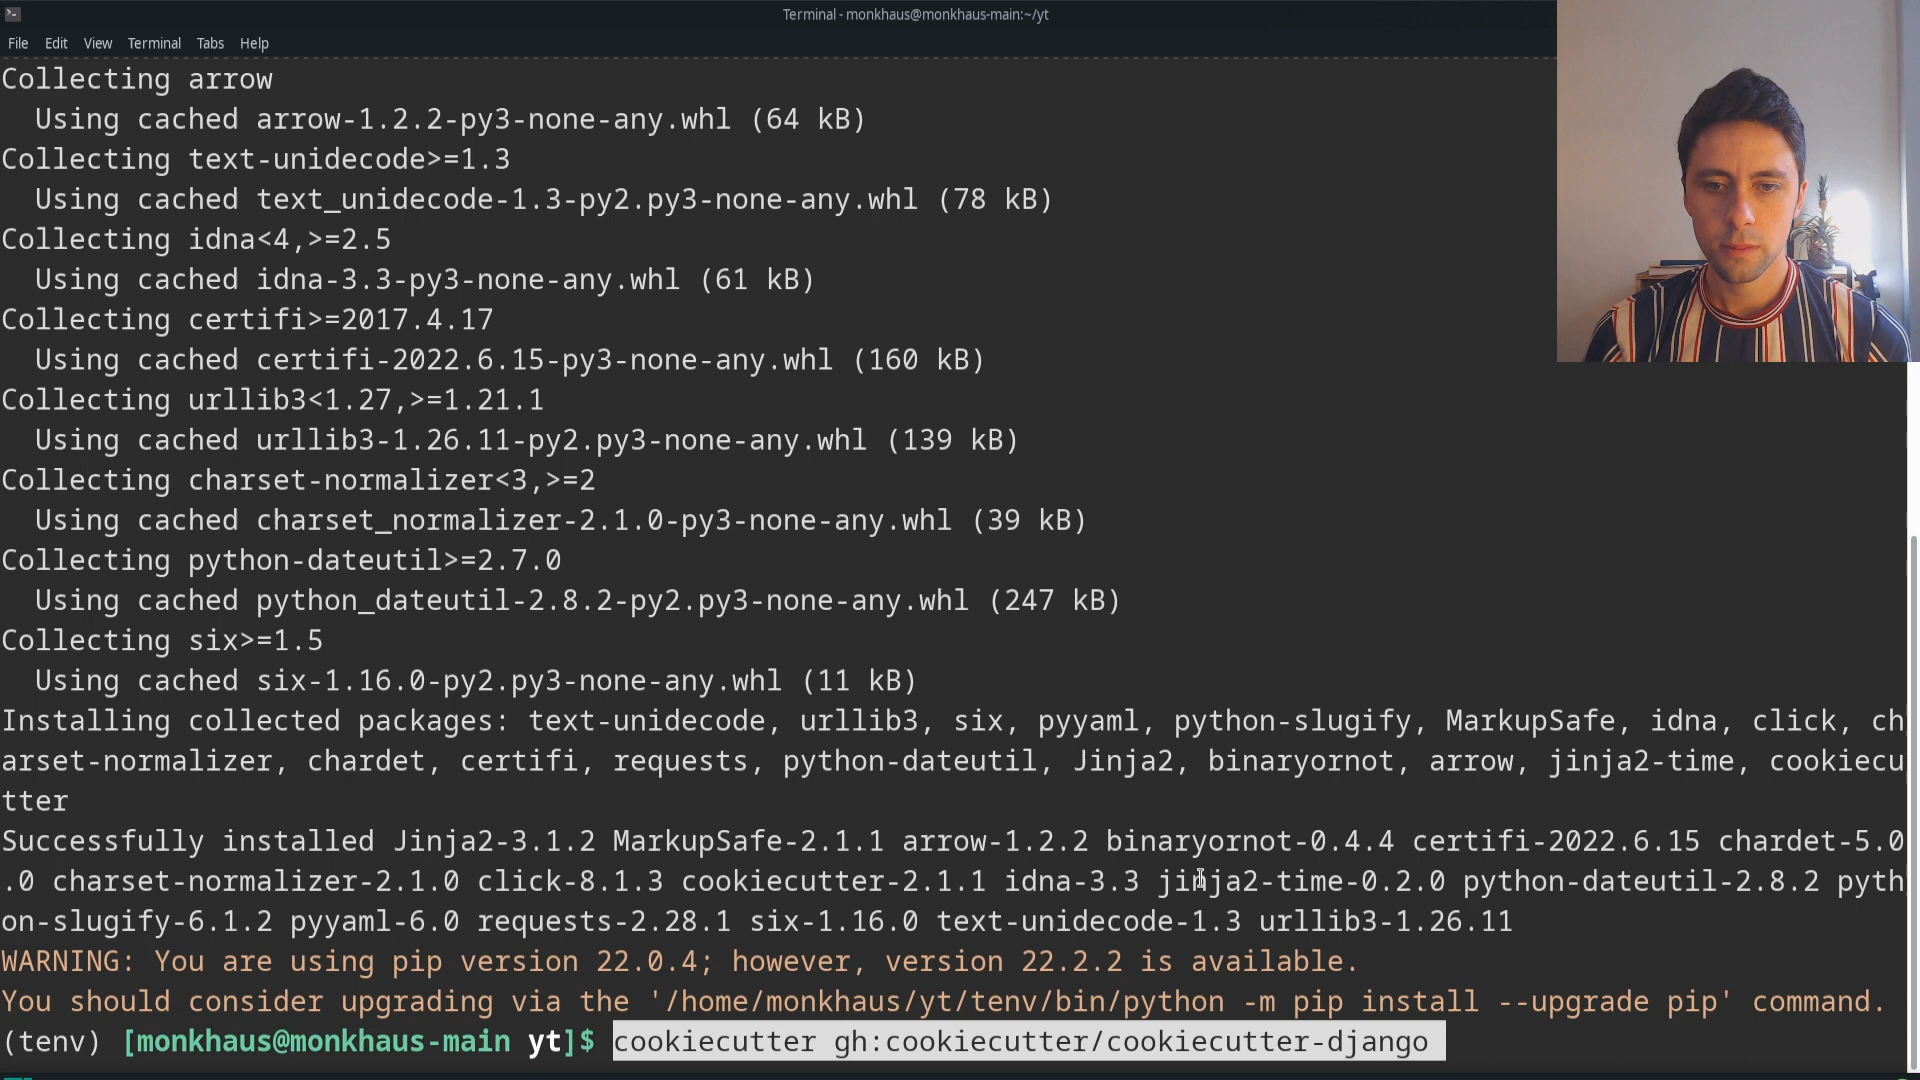 Terminal - monkhaus@monkhaus-main:~/yt
File Edit View Terminal Tabs Help
Collecting arrow
  Using cached arrow-1.2.2-py3-none-any.whl (64 kB)
Collecting text-unidecode>=1.3
  Using cached text_unidecode-1.3-py2.py3-none-any.whl (78 kB)
Collecting idna<4,>=2.5
  Using cached idna-3.3-py3-none-any.whl (61 kB)
Collecting certifi>=2017.4.17
  Using cached certifi-2022.6.15-py3-none-any.whl (160 kB)
Collecting urllib3<1.27,>=1.21.1
  Using cached urllib3-1.26.11-py2.py3-none-any.whl (139 kB)
Collecting charset-normalizer<3,>=2
  Using cached charset_normalizer-2.1.0-py3-none-any.whl (39 kB)
Collecting python-dateutil>=2.7.0
  Using cached python_dateutil-2.8.2-py2.py3-none-any.whl (247 kB)
Collecting six>=1.5
  Using cached six-1.16.0-py2.py3-none-any.whl (11 kB)
Installing collected packages: text-unidecode, urllib3, six, pyyaml, python-slugify, MarkupSafe, idna, click, ch
arset-normalizer, chardet, certifi, requests, python-dateutil, Jinja2, binaryornot, arrow, jinja2-time, cookiecu
tter
Successfully installed Jinja2-3.1.2 MarkupSafe-2.1.1 arrow-1.2.2 binaryornot-0.4.4 certifi-2022.6.15 chardet-5.0
.0 charset-normalizer-2.1.0 click-8.1.3 cookiecutter-2.1.1 idna-3.3 jinja2-time-0.2.0 python-dateutil-2.8.2 pyth
on-slugify-6.1.2 pyyaml-6.0 requests-2.28.1 six-1.16.0 text-unidecode-1.3 urllib3-1.26.11
WARNING: You are using pip version 22.0.4; however, version 22.2.2 is available.
You should consider upgrading via the '/home/monkhaus/yt/tenv/bin/python -m pip install --upgrade pip' command.
(tenv) [monkhaus@monkhaus-main yt]$ cookiecutter gh:cookiecutter/cookiecutter-django